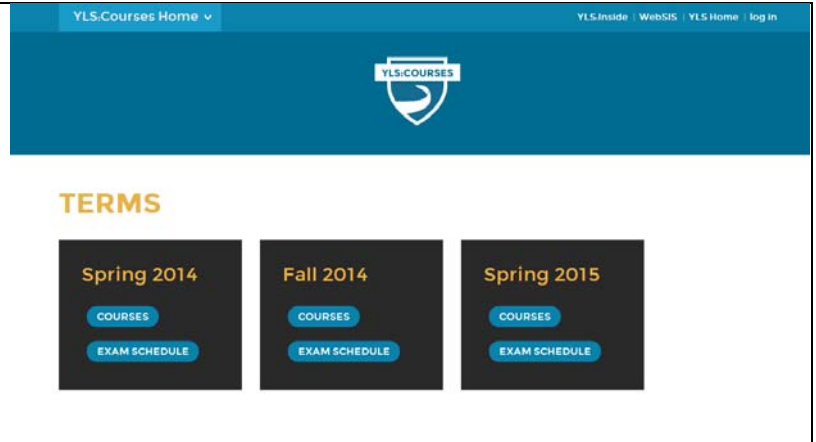 YLS:Courses Home
YLS:Inside | WebSIS | YLS Home | log in
YLS:COURSES
TERMS
Spring 2014
COURSES
EXAM SCHEDULE
Fall 2014
COURSES
EXAM SCHEDULE
Spring 2015
COURSES
EXAM SCHEDULE